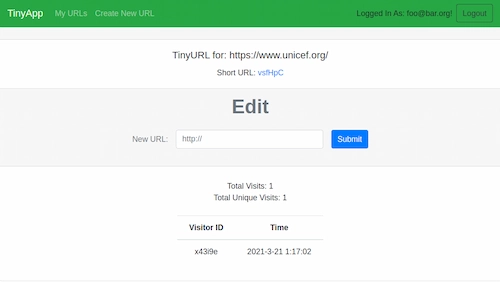 TinyApp My URLs Create New URL Logged In As: foo@bar.org! Logout
TinyURL for: https://www.unicef.org/
Short URL: vsfHpC
Edit
New URL: http:// Submit
Total Visits: 1
Total Unique Visits: 1
Visitor ID Time
x43i9e 2021-3-21 1:17:02